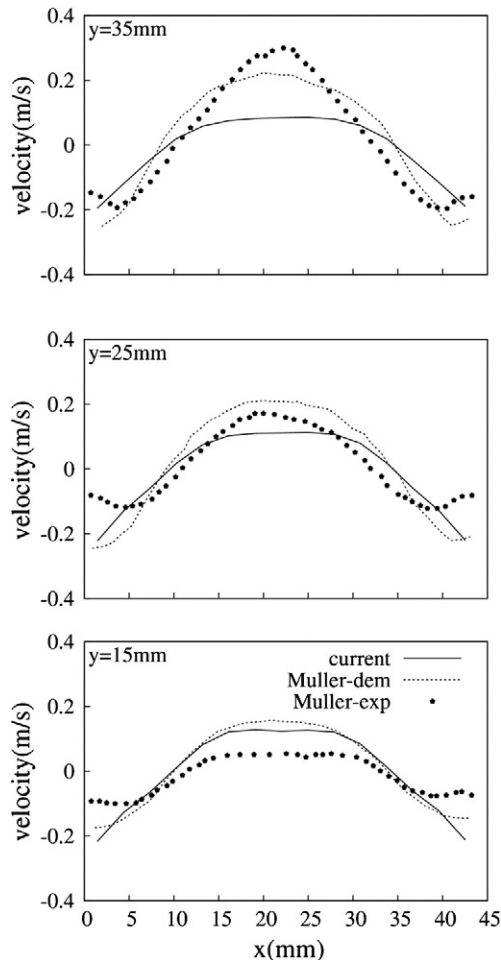 0.4
y=35mm
0.2
0
-0.2
-0.4
velocity(m/s)
0.4
y=25mm
0.2
0
-0.2
-0.4
velocity(m/s)
0.4
y=15mm
current
Muller-dem
Muller-exp
0.2
0
-0.2
-0.4
velocity(m/s)
0 5 10 15 20 25 30 35 40 45
x(mm)